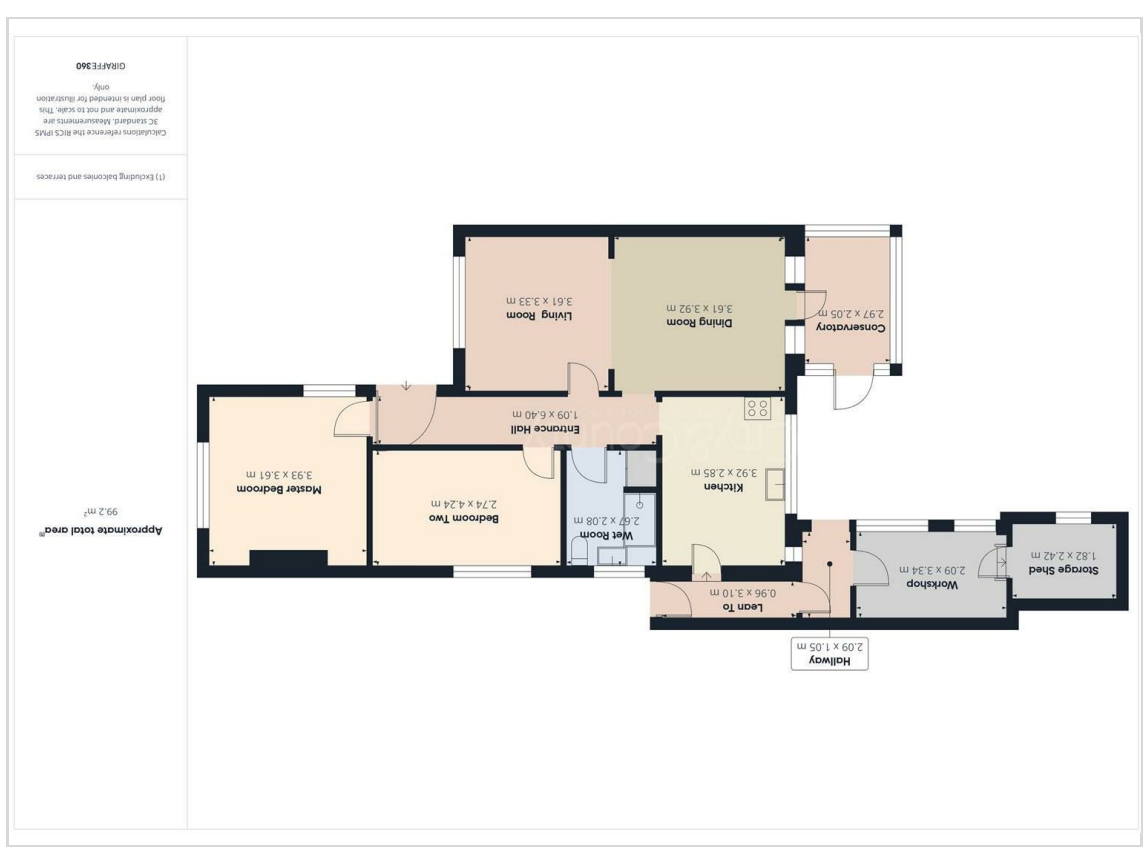 Hallway
2.09 x 1.05 m
Lean To
0.96 x 3.10 m
Storage Shed
1.82 x 2.42 m
Workshop
2.09 x 3.34 m
Wet Room
2.67 x 2.08 m
Bedroom Two
2.74 x 4.24 m
Kitchen
3.92 x 2.85 m
Master Bedroom
3.93 x 3.61 m
Entrance Hall
1.09 x 6.40 m
Conservatory
2.97 x 2.05 m
Dining Room
3.61 x 3.92 m
Living Room
3.61 x 3.33 m
Approximate total area⁽¹⁾
99.2 m²
(1) Excluding balconies and terraces
Calculations reference the RICS IPMS
3C standard. Measurements are
approximate and not to scale. This
floor plan is intended for illustration
only.
GIRAFFE360